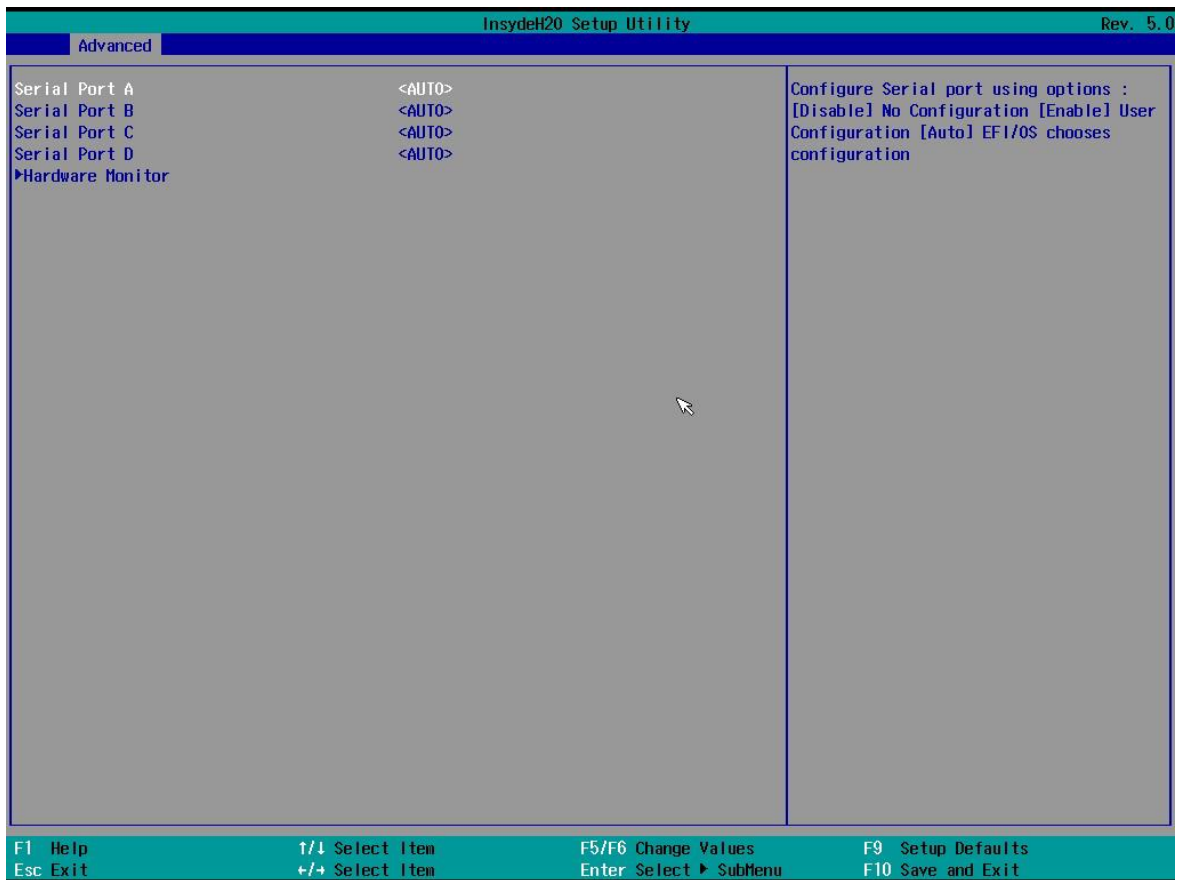 InsydeH20 Setup Utility Rev. 5.0
Advanced
Serial Port A <AUTO>
Serial Port B <AUTO>
Serial Port C <AUTO>
Serial Port D <AUTO>
▶Hardware Monitor
Configure Serial port using options :
[Disable] No Configuration [Enable] User
Configuration [Auto] EFI/OS chooses
configuration
F1 Help ↑/↓ Select Item F5/F6 Change Values F9 Setup Defaults
Esc Exit ←/→ Select Item Enter Select ▶ SubMenu F10 Save and Exit